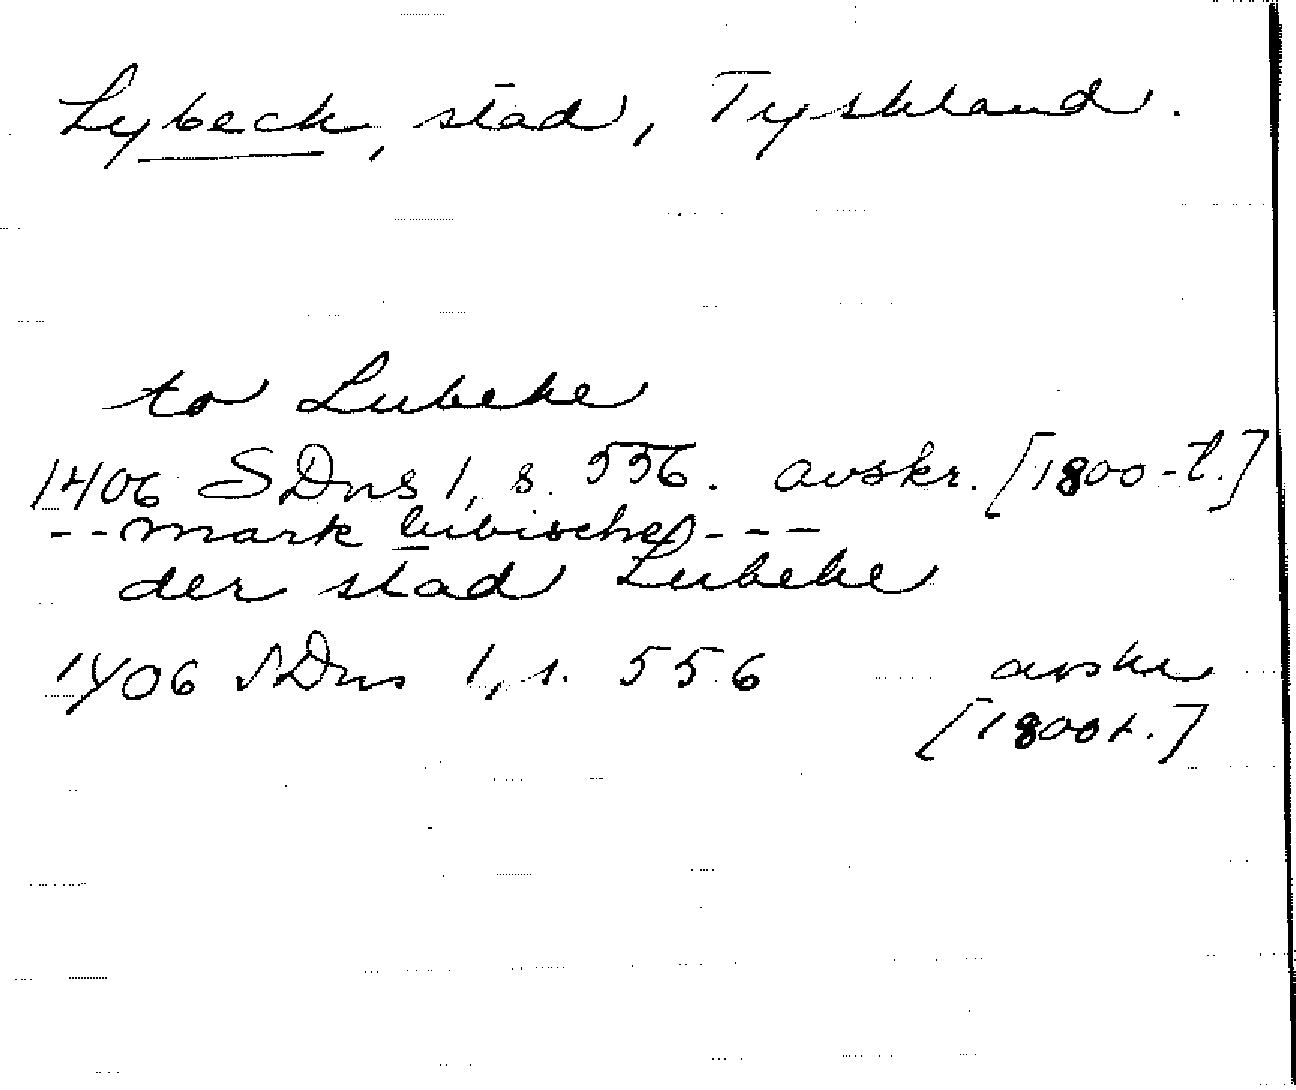 Lybeck, stad, Tyskland.
to Lubeke
1406 SDns 1, s. 556. avskr. [1800-t.]
--mark lubische---
der stad Lubeke
1406 SDns 1, s. 556 avskr
[1800t.]